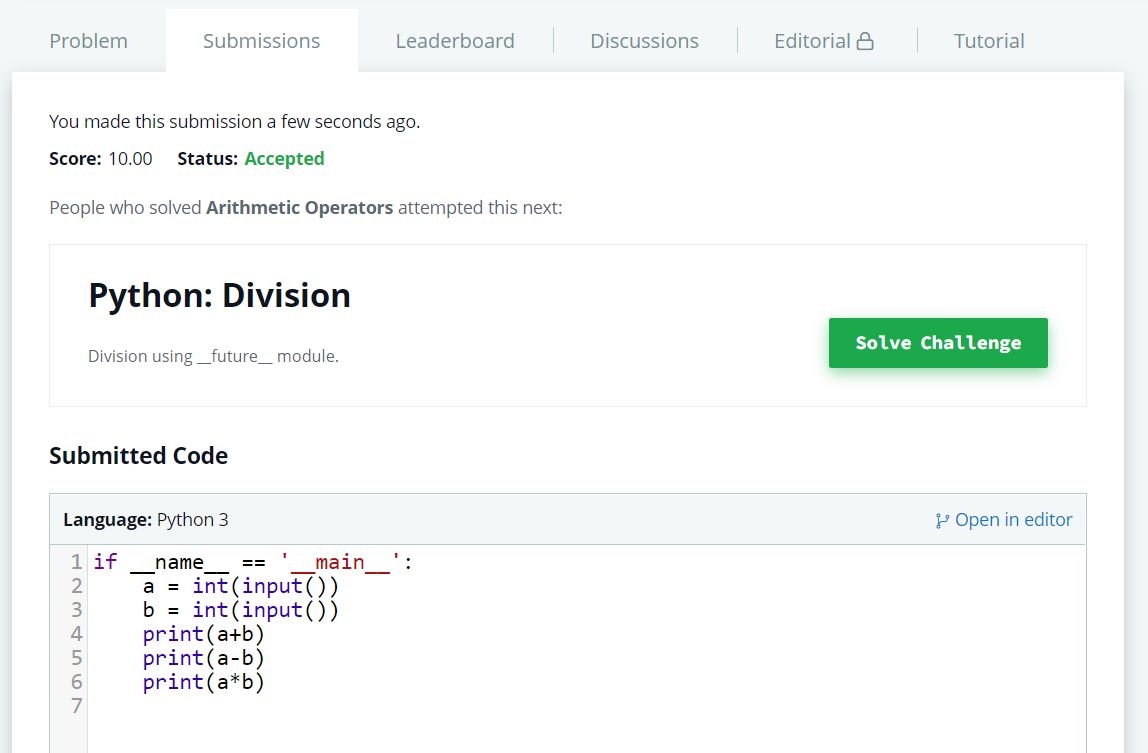 Problem Submissions Leaderboard Discussions Editorial Tutorial
You made this submission a few seconds ago.
Score: 10.00 Status: Accepted
People who solved Arithmetic Operators attempted this next:
Python: Division
Division using __future__ module.
Solve Challenge
Submitted Code
Language: Python 3 Open in editor
1 if __name__ == '__main__':
2     a = int(input())
3     b = int(input())
4     print(a+b)
5     print(a-b)
6     print(a*b)
7